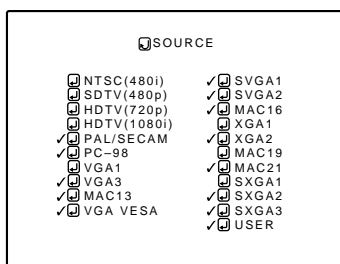 SOURCE
NTSC(480i)
SDTV(480p)
HDTV(720p)
HDTV(1080i)
✓ PAL/SECAM
✓ PC–98
VGA1
✓ VGA3
✓ MAC13
✓ VGA VESA
✓ SVGA1
✓ SVGA2
✓ MAC16
XGA1
✓ XGA2
MAC19
✓ MAC21
SXGA1
✓ SXGA2
✓ SXGA3
✓ USER